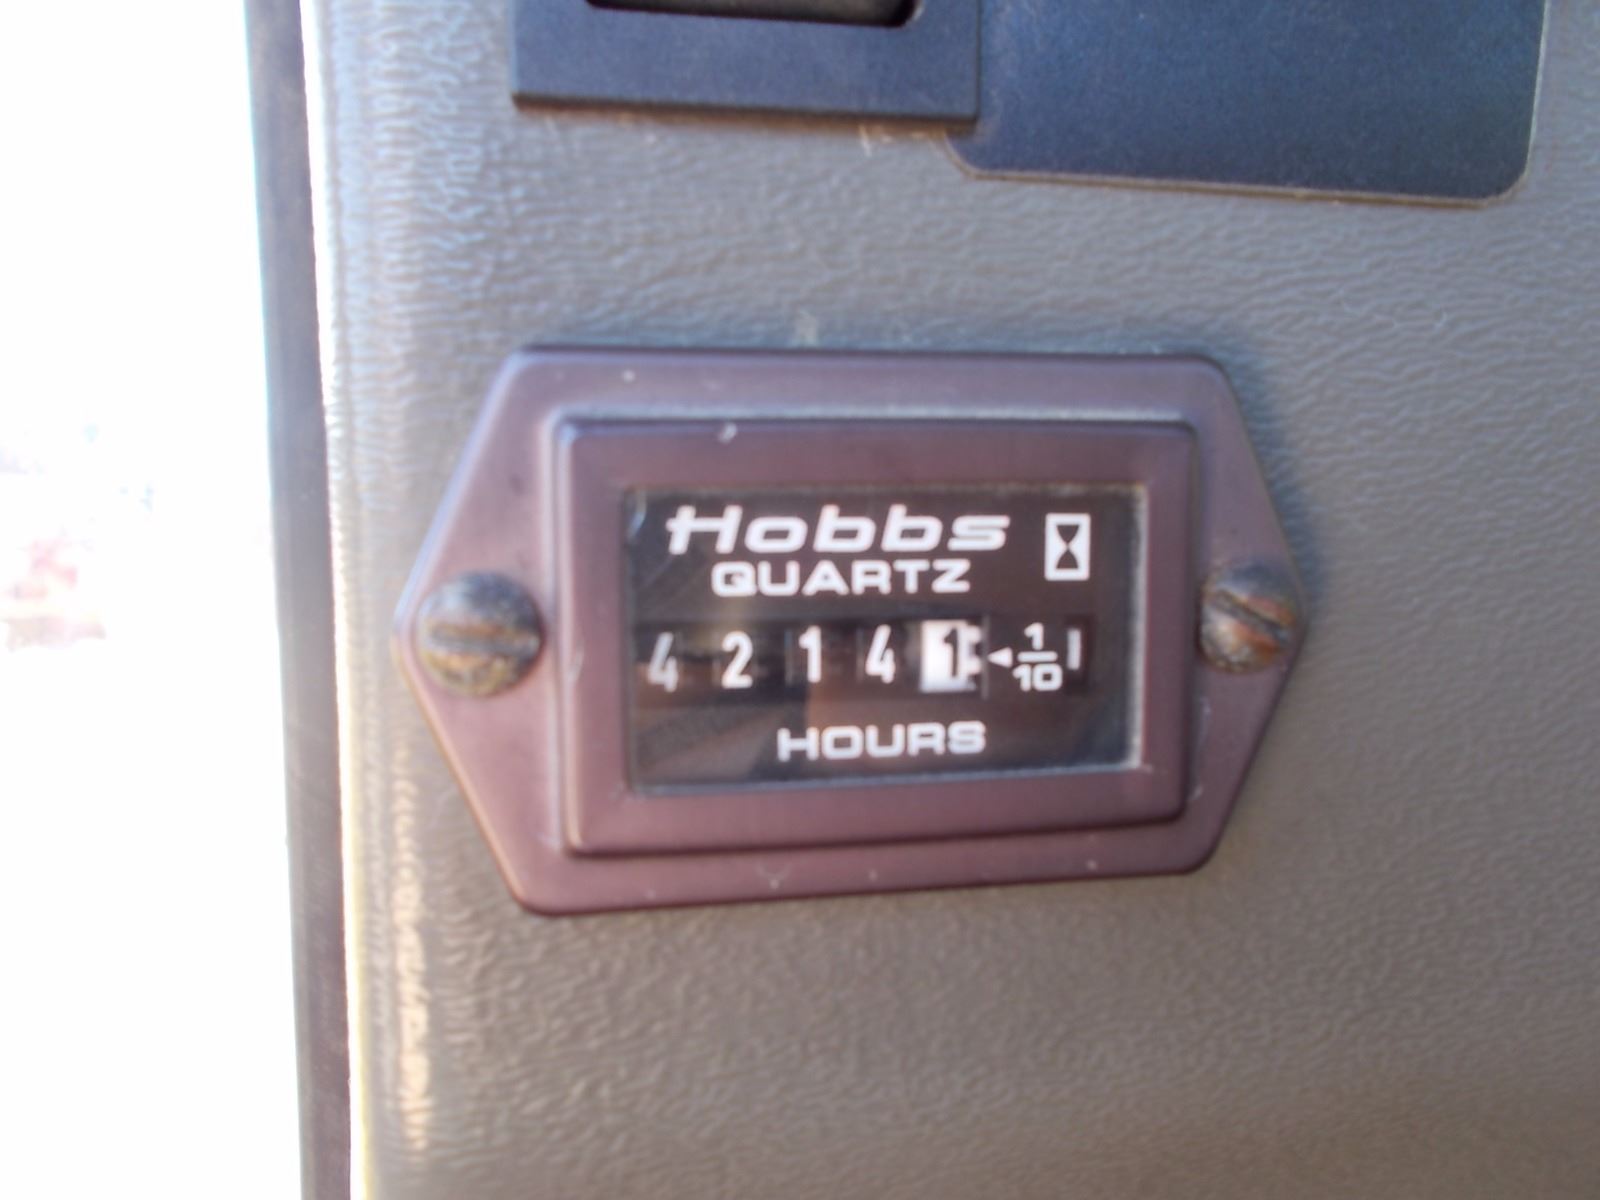 Hobbs
QUARTZ
4 2 1 4 1 ◄ 1/10
HOURS